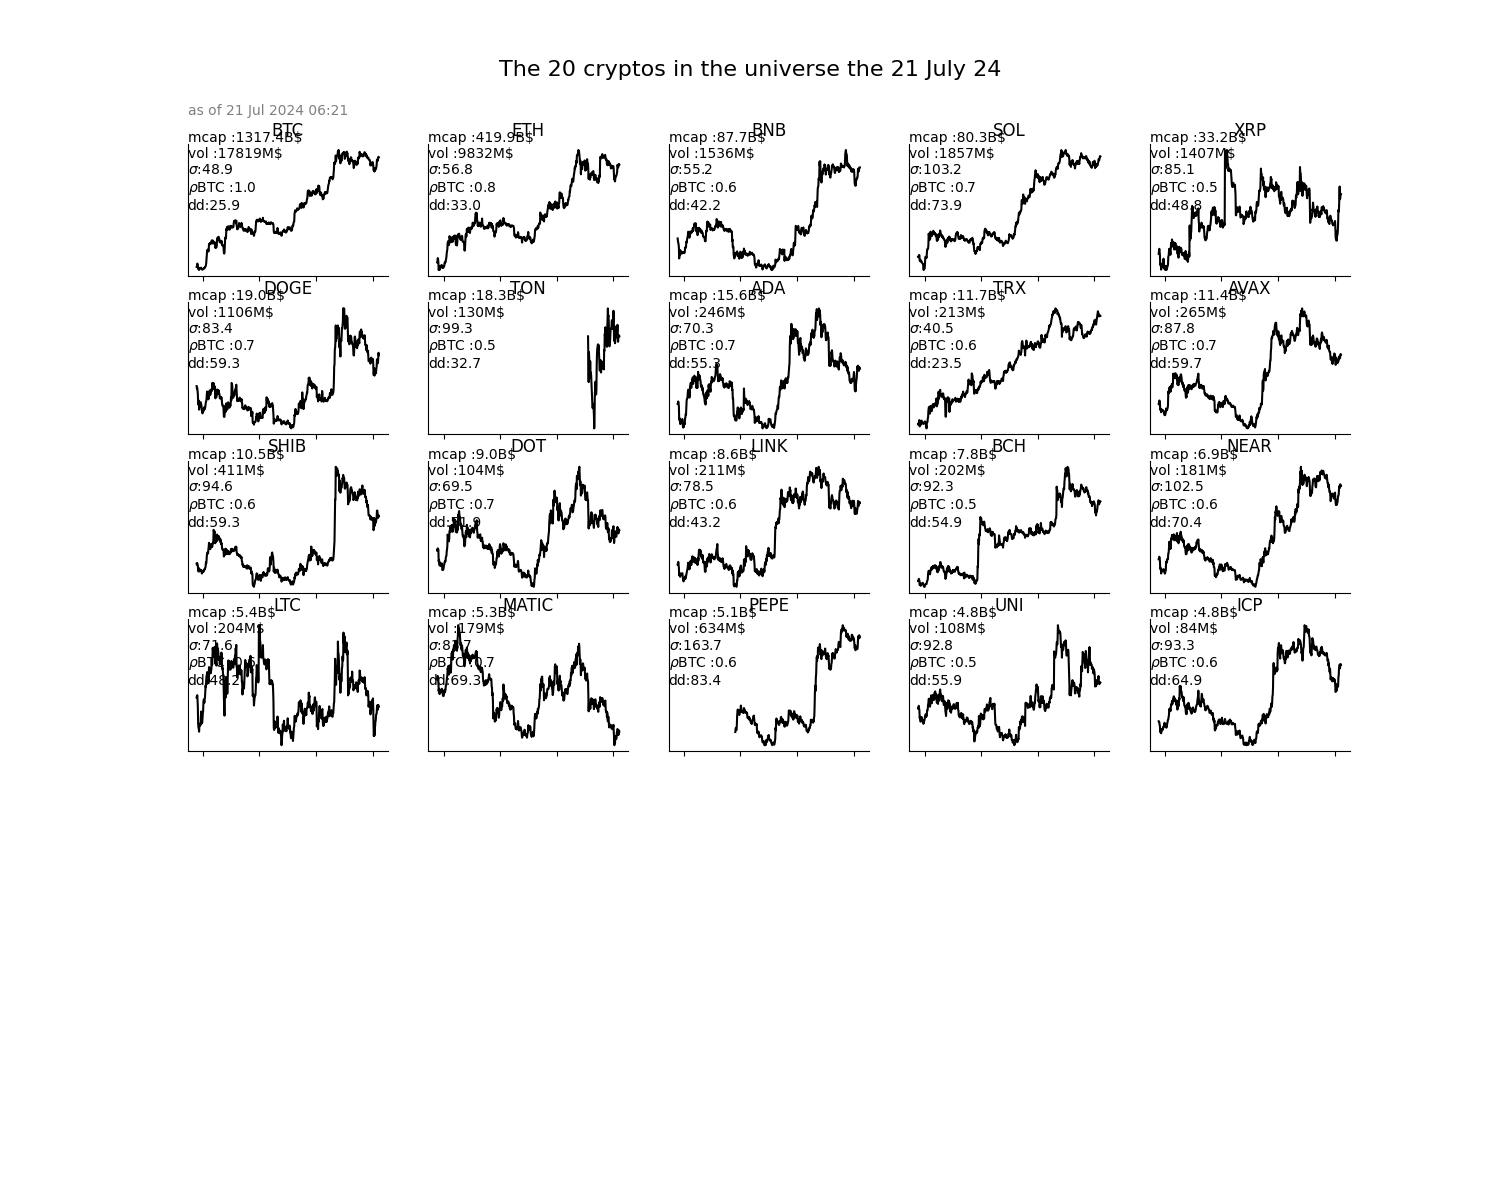 The 20 cryptos in the universe the 21 July 24
as of 21 Jul 2024 06:21
BTC
mcap :1317.4B$
vol :17819M$
σ:48.9
ρBTC :1.0
dd:25.9
ETH
mcap :419.9B$
vol :9832M$
σ:56.8
ρBTC :0.8
dd:33.0
BNB
mcap :87.7B$
vol :1536M$
σ:55.2
ρBTC :0.6
dd:42.2
SOL
mcap :80.3B$
vol :1857M$
σ:103.2
ρBTC :0.7
dd:73.9
XRP
mcap :33.2B$
vol :1407M$
σ:85.1
ρBTC :0.5
dd:48.8
DOGE
mcap :19.0B$
vol :1106M$
σ:83.4
ρBTC :0.7
dd:59.3
TON
mcap :18.3B$
vol :130M$
σ:99.3
ρBTC :0.5
dd:32.7
ADA
mcap :15.6B$
vol :246M$
σ:70.3
ρBTC :0.7
dd:55.3
TRX
mcap :11.7B$
vol :213M$
σ:40.5
ρBTC :0.6
dd:23.5
AVAX
mcap :11.4B$
vol :265M$
σ:87.8
ρBTC :0.7
dd:59.7
SHIB
mcap :10.5B$
vol :411M$
σ:94.6
ρBTC :0.6
dd:59.3
DOT
mcap :9.0B$
vol :104M$
σ:69.5
ρBTC :0.7
LINK
mcap :8.6B$
vol :211M$
σ:78.5
ρBTC :0.6
dd:43.2
BCH
mcap :7.8B$
vol :202M$
σ:92.3
ρBTC :0.5
dd:54.9
NEAR
mcap :6.9B$
vol :181M$
σ:102.5
ρBTC :0.6
dd:70.4
LTC
mcap :5.4B$
vol :204M$
σ:71.6
ρBTC :0.6
dd:48.2
MATIC
mcap :5.3B$
vol :179M$
ρBTC :0.7
dd:69.3
PEPE
mcap :5.1B$
vol :634M$
σ:163.7
ρBTC :0.6
dd:83.4
UNI
mcap :4.8B$
vol :108M$
σ:92.8
ρBTC :0.5
dd:55.9
ICP
mcap :4.8B$
vol :84M$
σ:93.3
ρBTC :0.6
dd:64.9